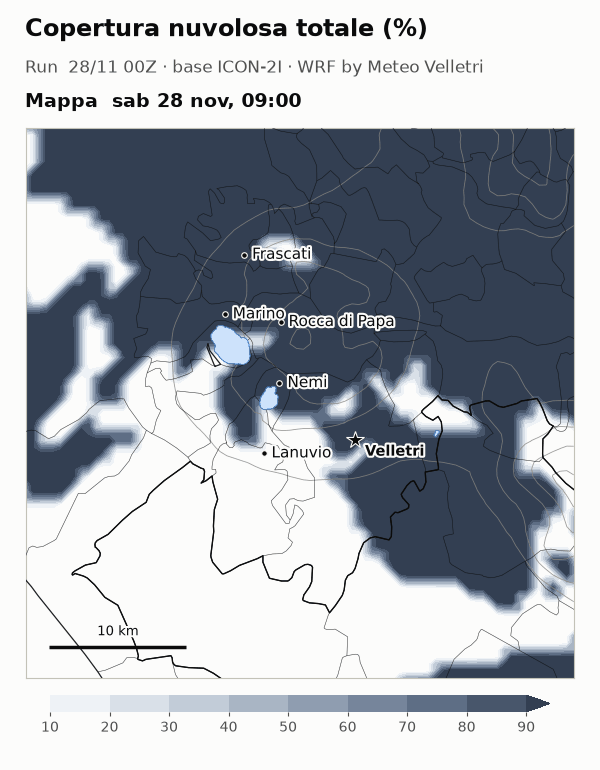 Copertura nuvolosa totale (%)
Run  28/11 00Z · base ICON-2I · WRF by Meteo Velletri
Mappa  sab 28 nov, 09:00
Frascati
Marino
Rocca di Papa
Nemi
Velletri
Lanuvio
10 km
10 20 30 40 50 60 70 80 90